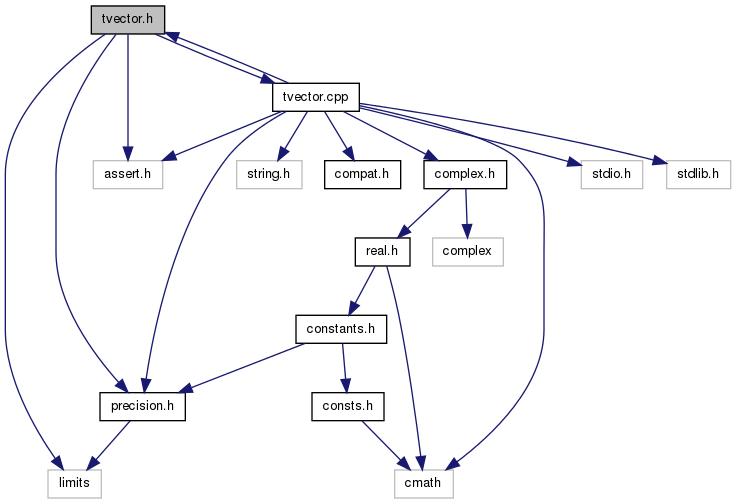 tvector.h
tvector.cpp
assert.h
string.h
compat.h
complex.h
stdio.h
stdlib.h
real.h
complex
constants.h
precision.h
consts.h
limits
cmath